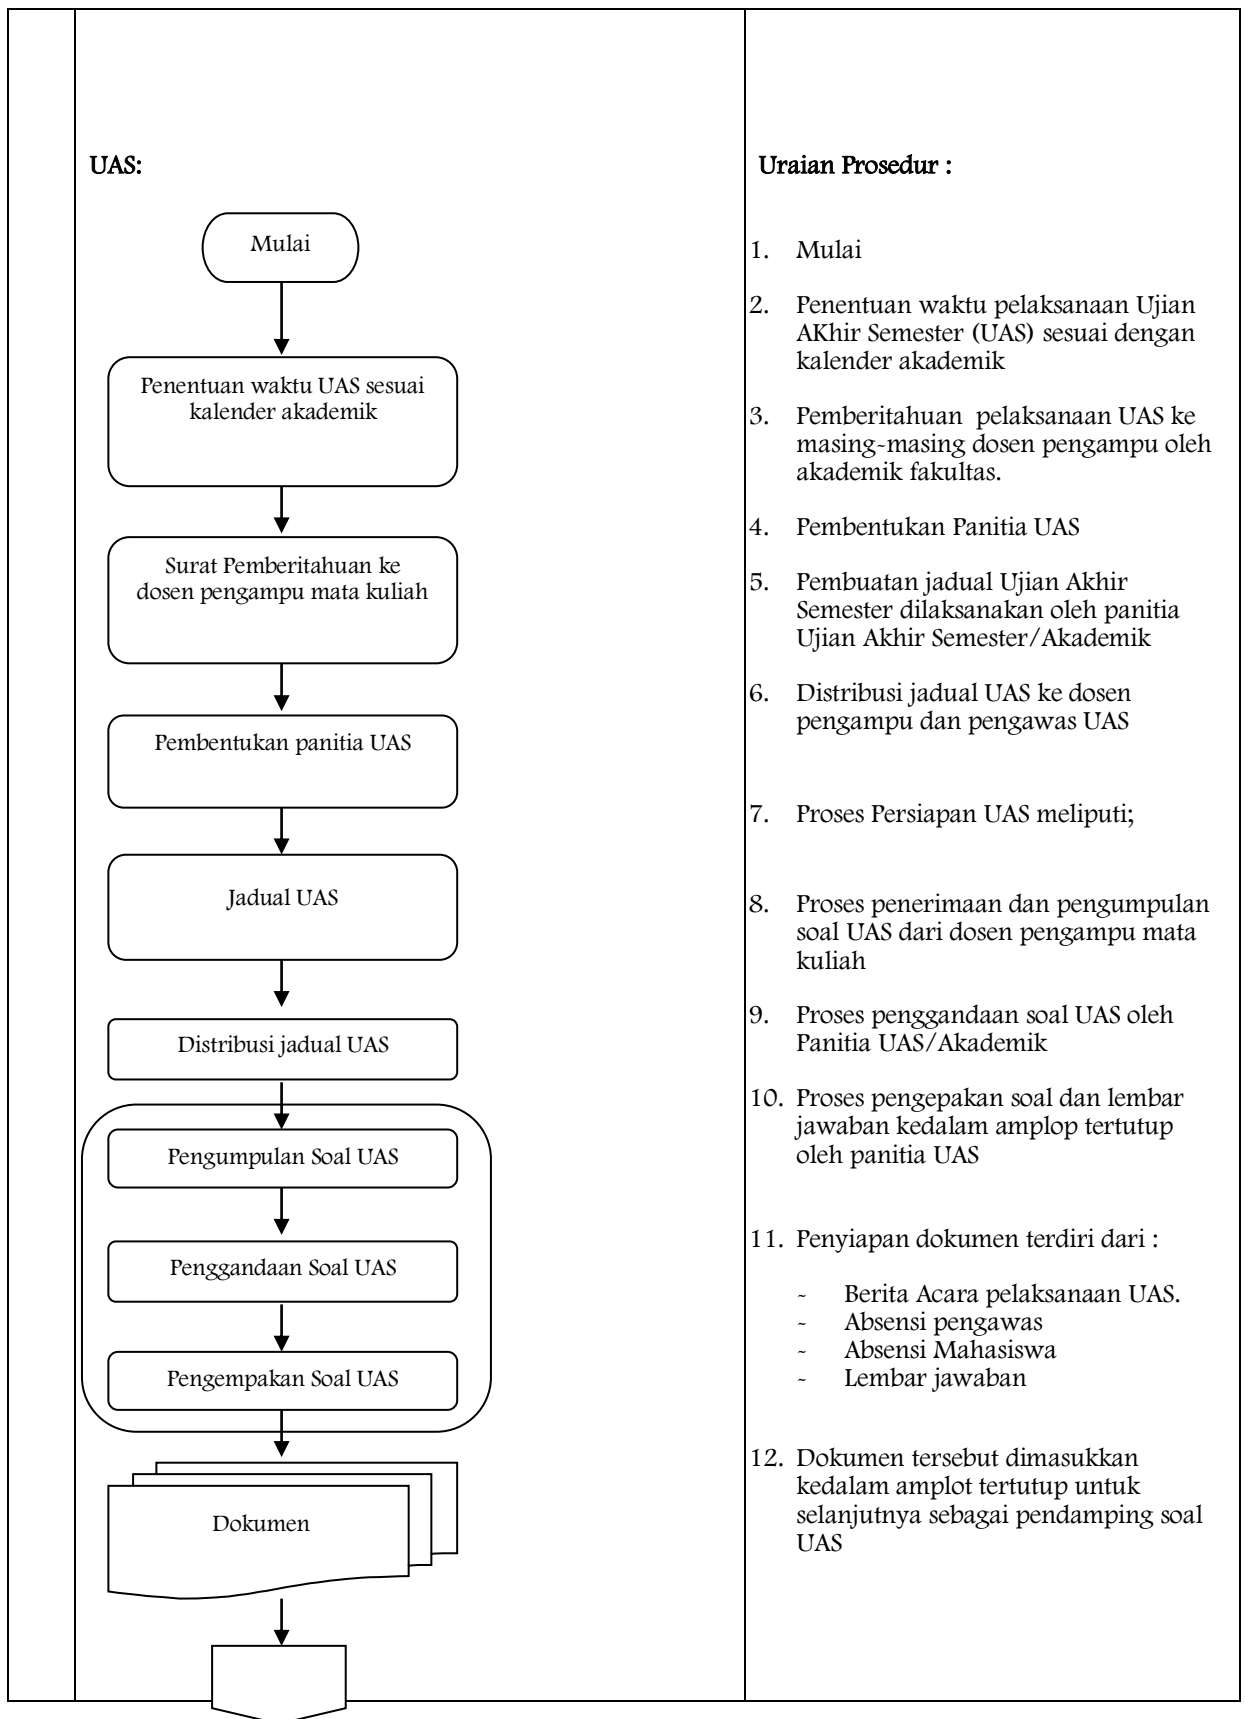 UAS:
Mulai
Penentuan waktu UAS sesuai
kalender akademik
Surat Pemberitahuan ke
dosen pengampu mata kuliah
Pembentukan panitia UAS
Jadual UAS
Distribusi jadual UAS
Pengumpulan Soal UAS
Penggandaan Soal UAS
Pengempakan Soal UAS
Dokumen
Uraian Prosedur :
1. Mulai
2. Penentuan waktu pelaksanaan Ujian
AKhir Semester (UAS) sesuai dengan
kalender akademik
3. Pemberitahuan pelaksanaan UAS ke
masing-masing dosen pengampu oleh
akademik fakultas.
4. Pembentukan Panitia UAS
5. Pembuatan jadual Ujian Akhir
Semester dilaksanakan oleh panitia
Ujian Akhir Semester/Akademik
6. Distribusi jadual UAS ke dosen
pengampu dan pengawas UAS
7. Proses Persiapan UAS meliputi;
8. Proses penerimaan dan pengumpulan
soal UAS dari dosen pengampu mata
kuliah
9. Proses penggandaan soal UAS oleh
Panitia UAS/Akademik
10. Proses pengepakan soal dan lembar
jawaban kedalam amplop tertutup
oleh panitia UAS
11. Penyiapan dokumen terdiri dari :
- Berita Acara pelaksanaan UAS.
- Absensi pengawas
- Absensi Mahasiswa
- Lembar jawaban
12. Dokumen tersebut dimasukkan
kedalam amplot tertutup untuk
selanjutnya sebagai pendamping soal
UAS